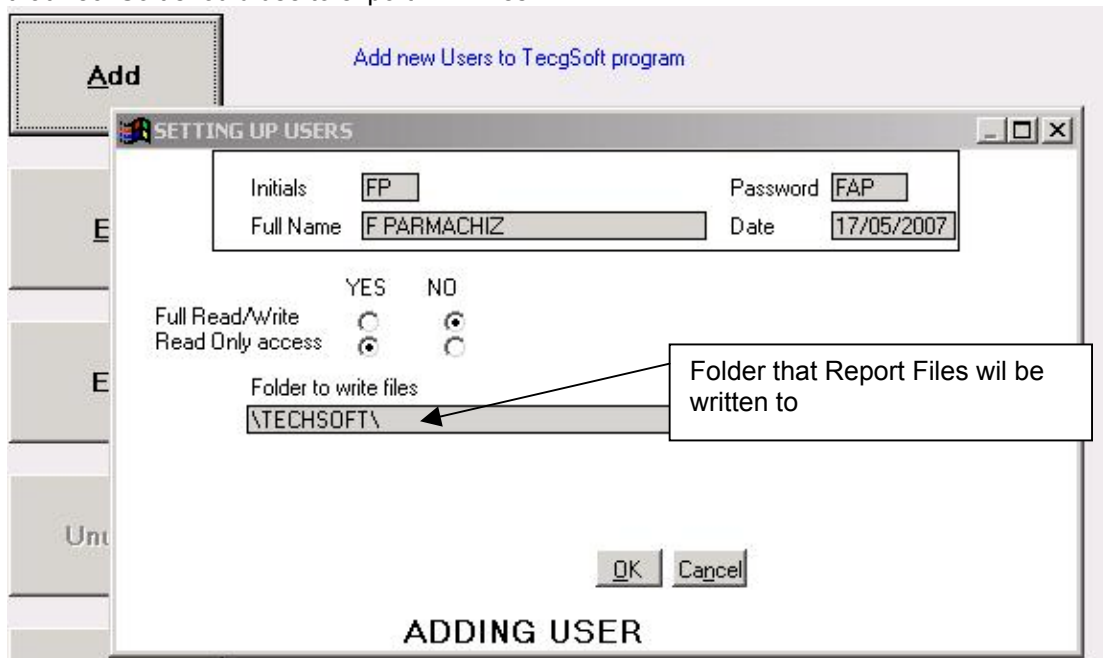 Add
Add new Users to TecgSoft program
SETTING UP USERS
Initials FP Password FAP
Full Name F PARMACHIZ Date 17/05/2007
YES NO
Full Read/Write
Read Only access
Folder to write files
\TECHSOFT\
Folder that Report Files wil be
written to
E
E
Unu
OK Cancel
ADDING USER